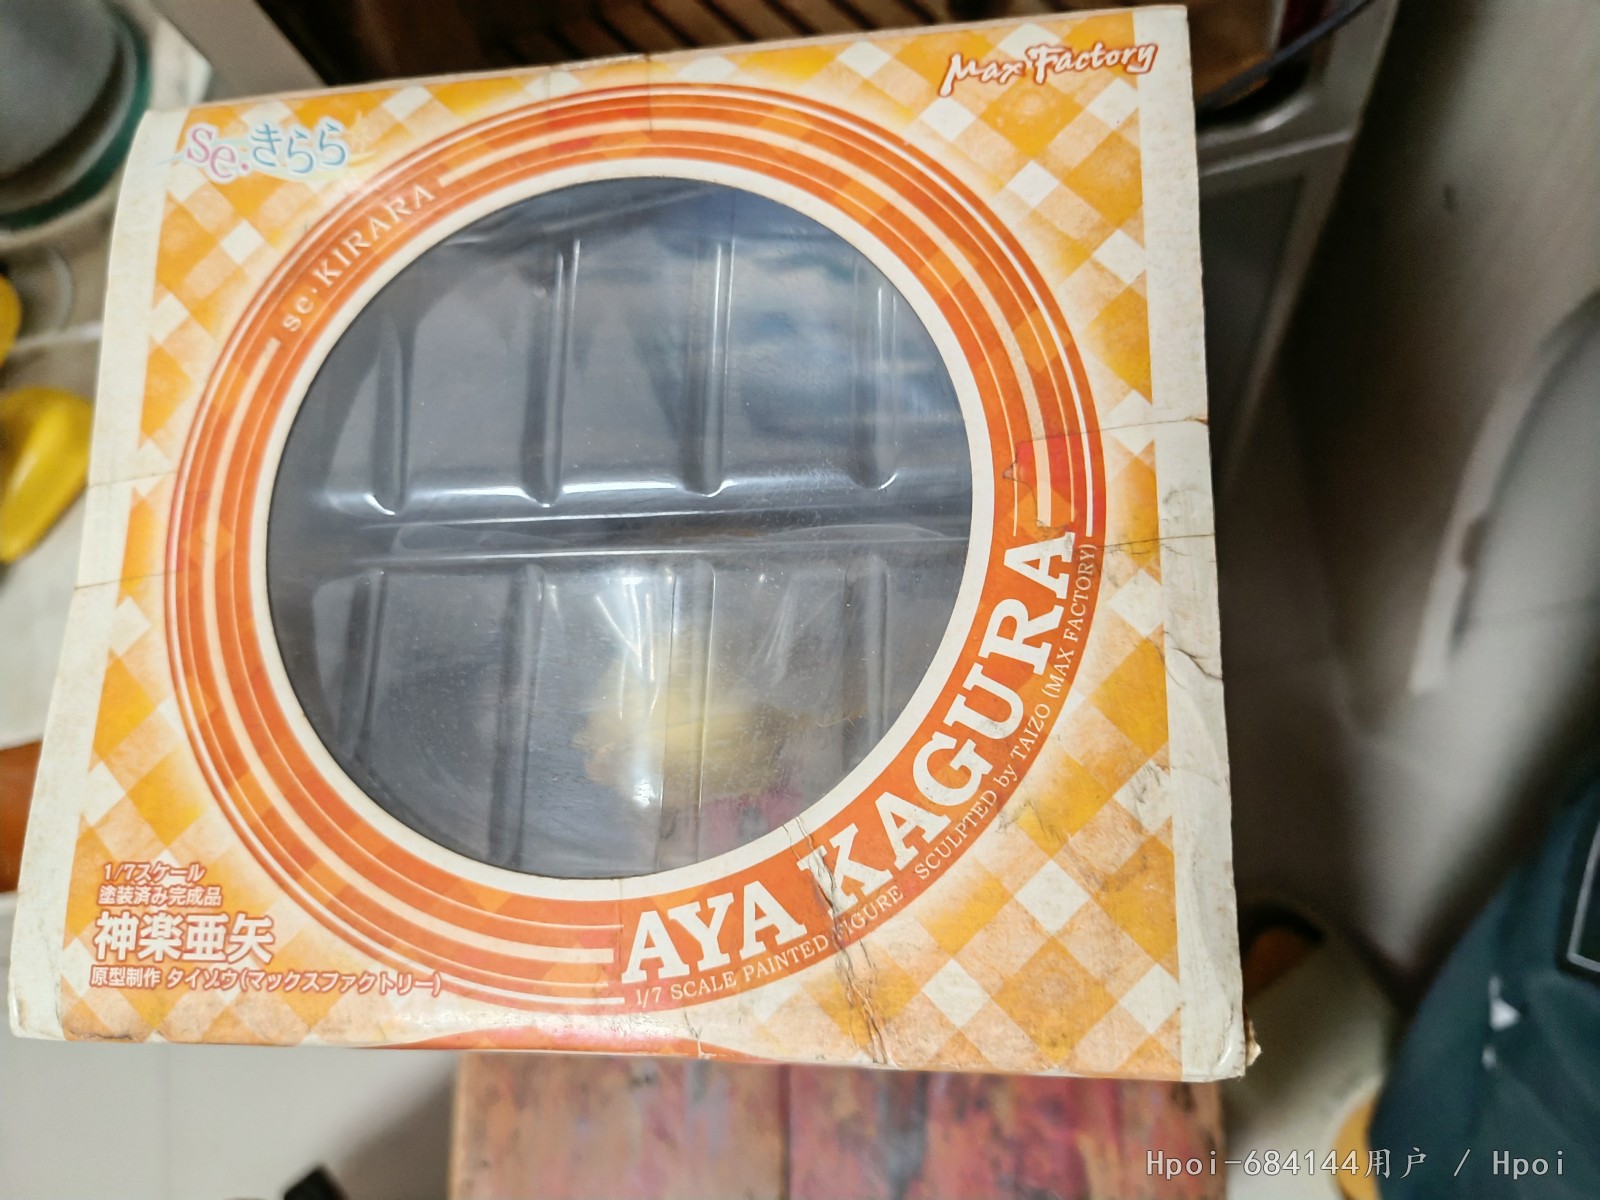 Max Factory
se.きらら
se·KIRARA
AYA KAGURA
1/7 SCALE PAINTED FIGURE SCULPTED by TAIZO (MAX FACTORY)
1/7スケール
塗装済み完成品
神楽亜矢
原型制作 タイゾウ(マックスファクトリー)
Hpoi-684144用户 / Hpoi